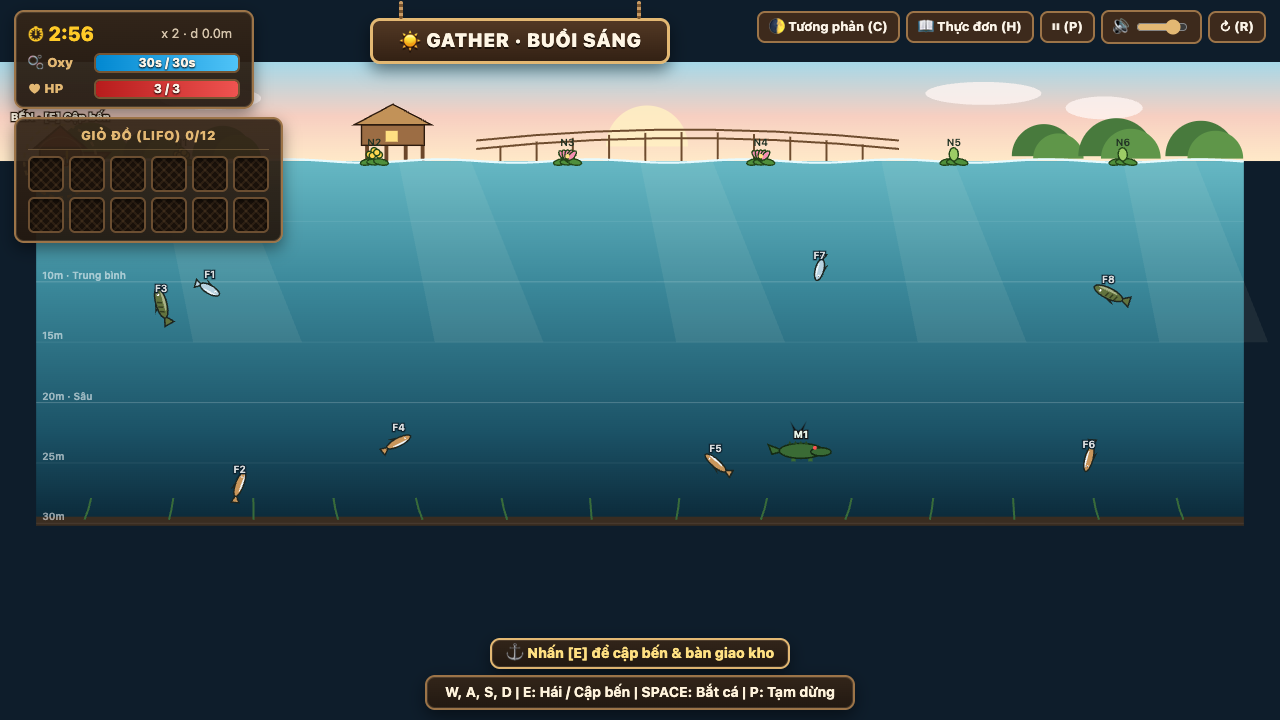 2:56
x 2 · d 0.0m
Oxy
30s / 30s
HP
3 / 3
GATHER · BUỔI SÁNG
Tương phản (C)
Thực đơn (H)
(P)
(R)
BẾN · [E] Cập bến
GIỎ ĐỒ (LIFO) 0/12
N2
N3
N4
N5
N6
10m · Trung bình
15m
20m · Sâu
25m
30m
F3
F1
F7
F8
F4
F2
F5
M1
F6
Nhấn [E] để cập bến & bàn giao kho
W, A, S, D | E: Hái / Cập bến | SPACE: Bắt cá | P: Tạm dừng